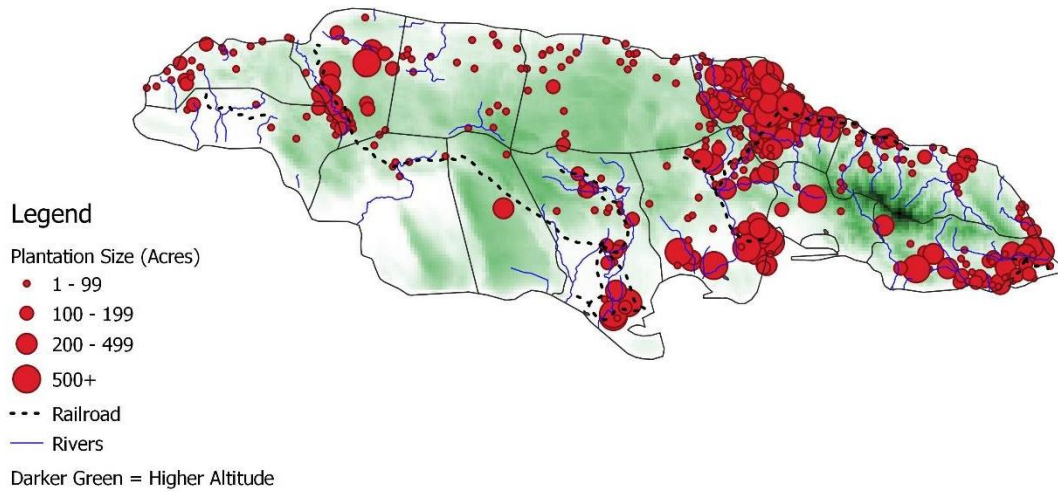 Legend
Plantation Size (Acres)
1 - 99
100 - 199
200 - 499
500+
Railroad
Rivers
Darker Green = Higher Altitude